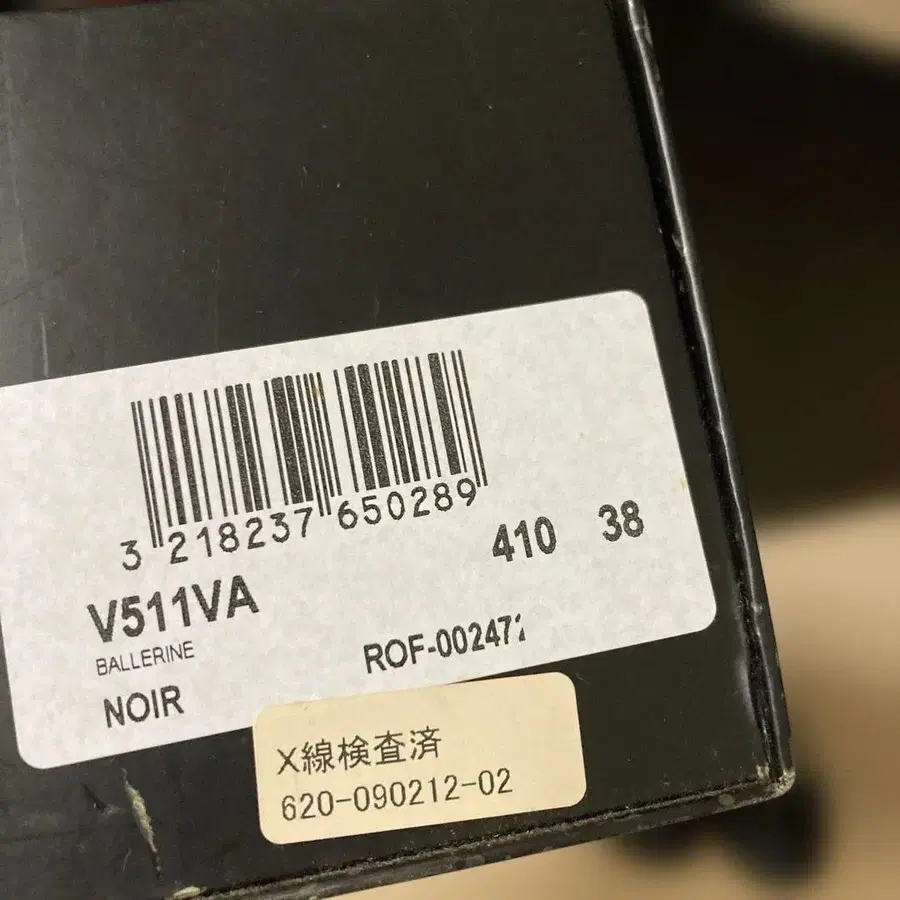 3 218237 650289
410 38
V511VA
BALLERINE
ROF-00247
NOIR
X線検査済
620-090212-02